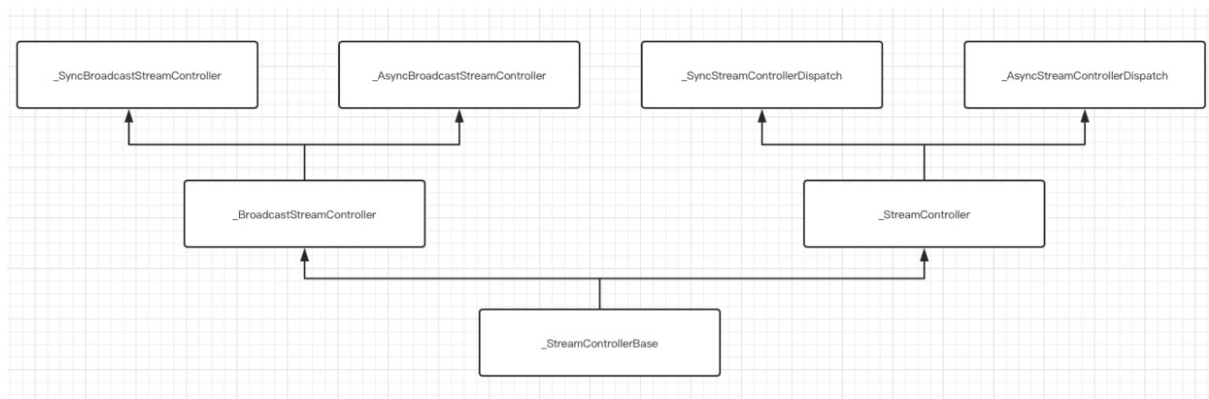 _SyncBroadcastStreamController
_AsyncBroadcastStreamController
_SyncStreamControllerDispatch
_AsyncStreamControllerDispatch
_BroadcastStreamController
_StreamController
_StreamControllerBase